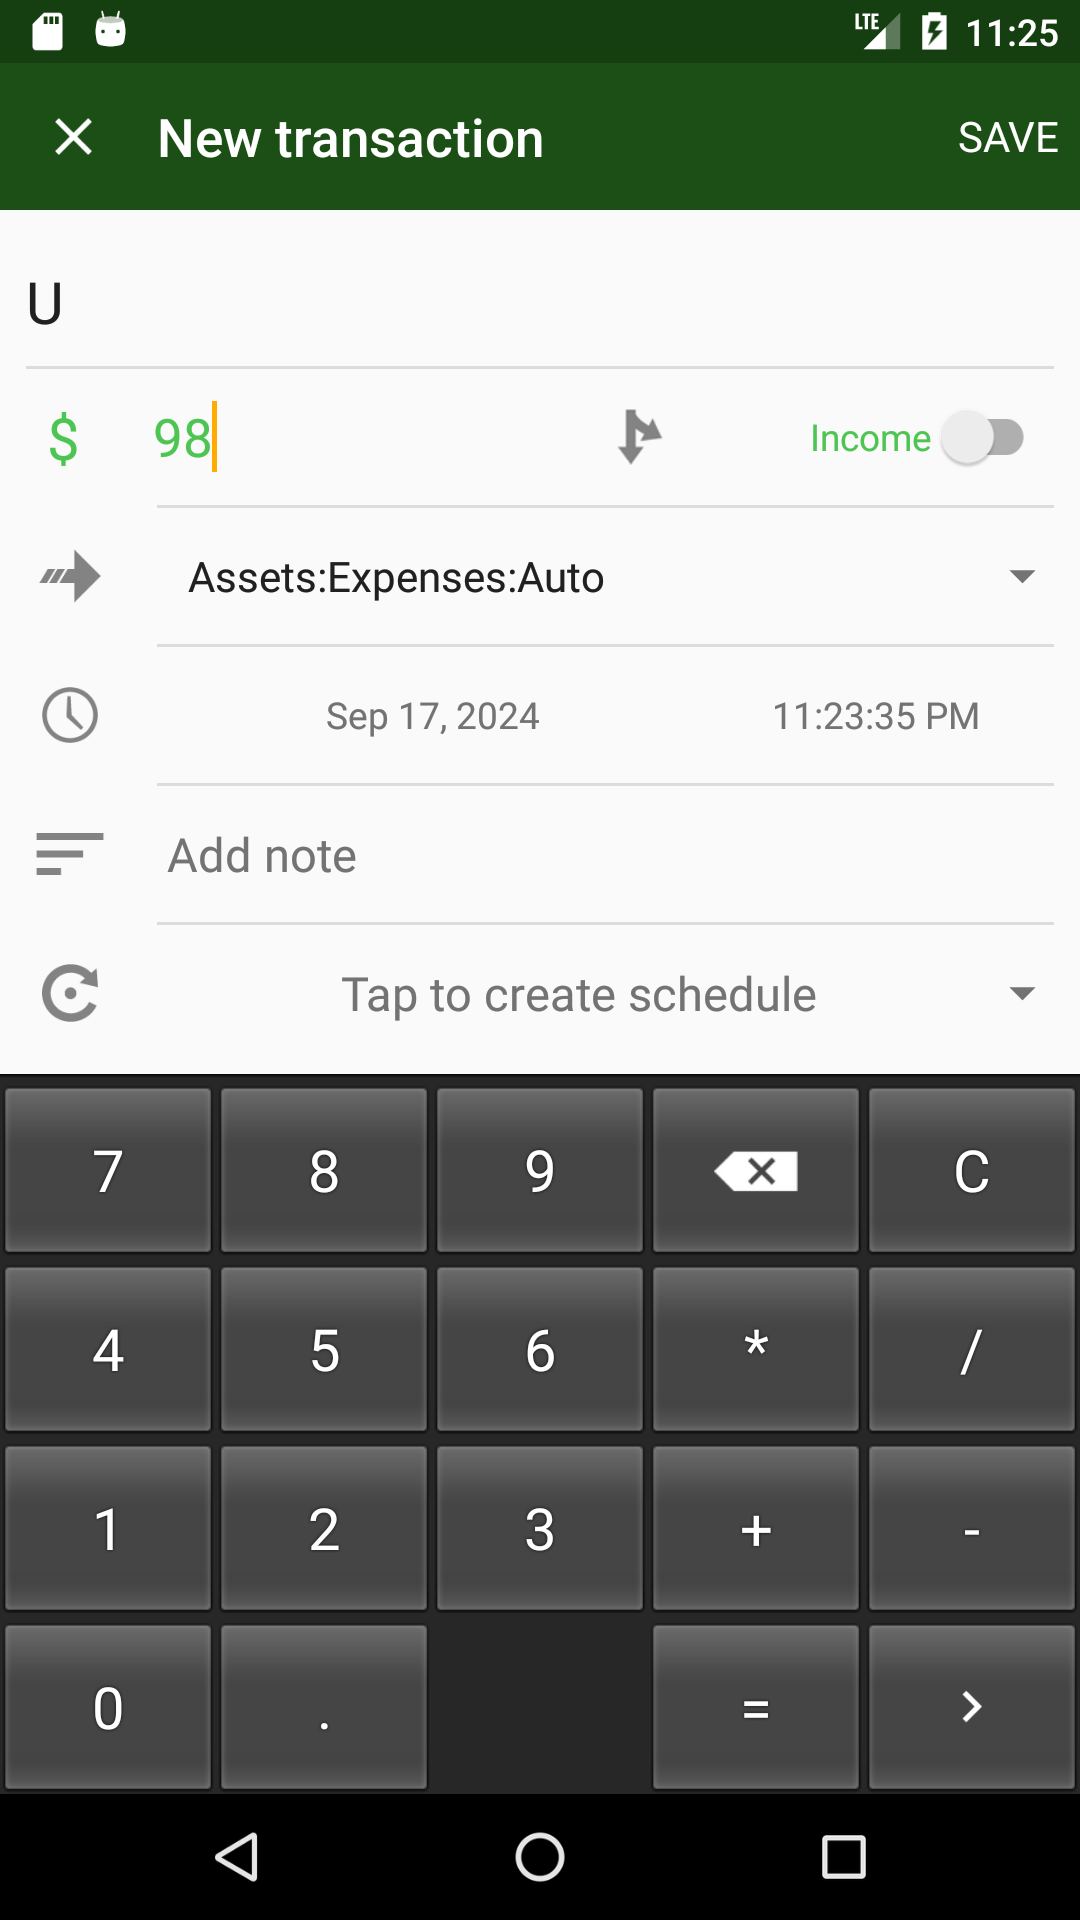 LTE 11:25
New transaction SAVE
U
$ 98 Income
Assets:Expenses:Auto
Sep 17, 2024 11:23:35 PM
Add note
Tap to create schedule
7 8 9 C
4 5 6 * /
1 2 3 + -
0 . = >